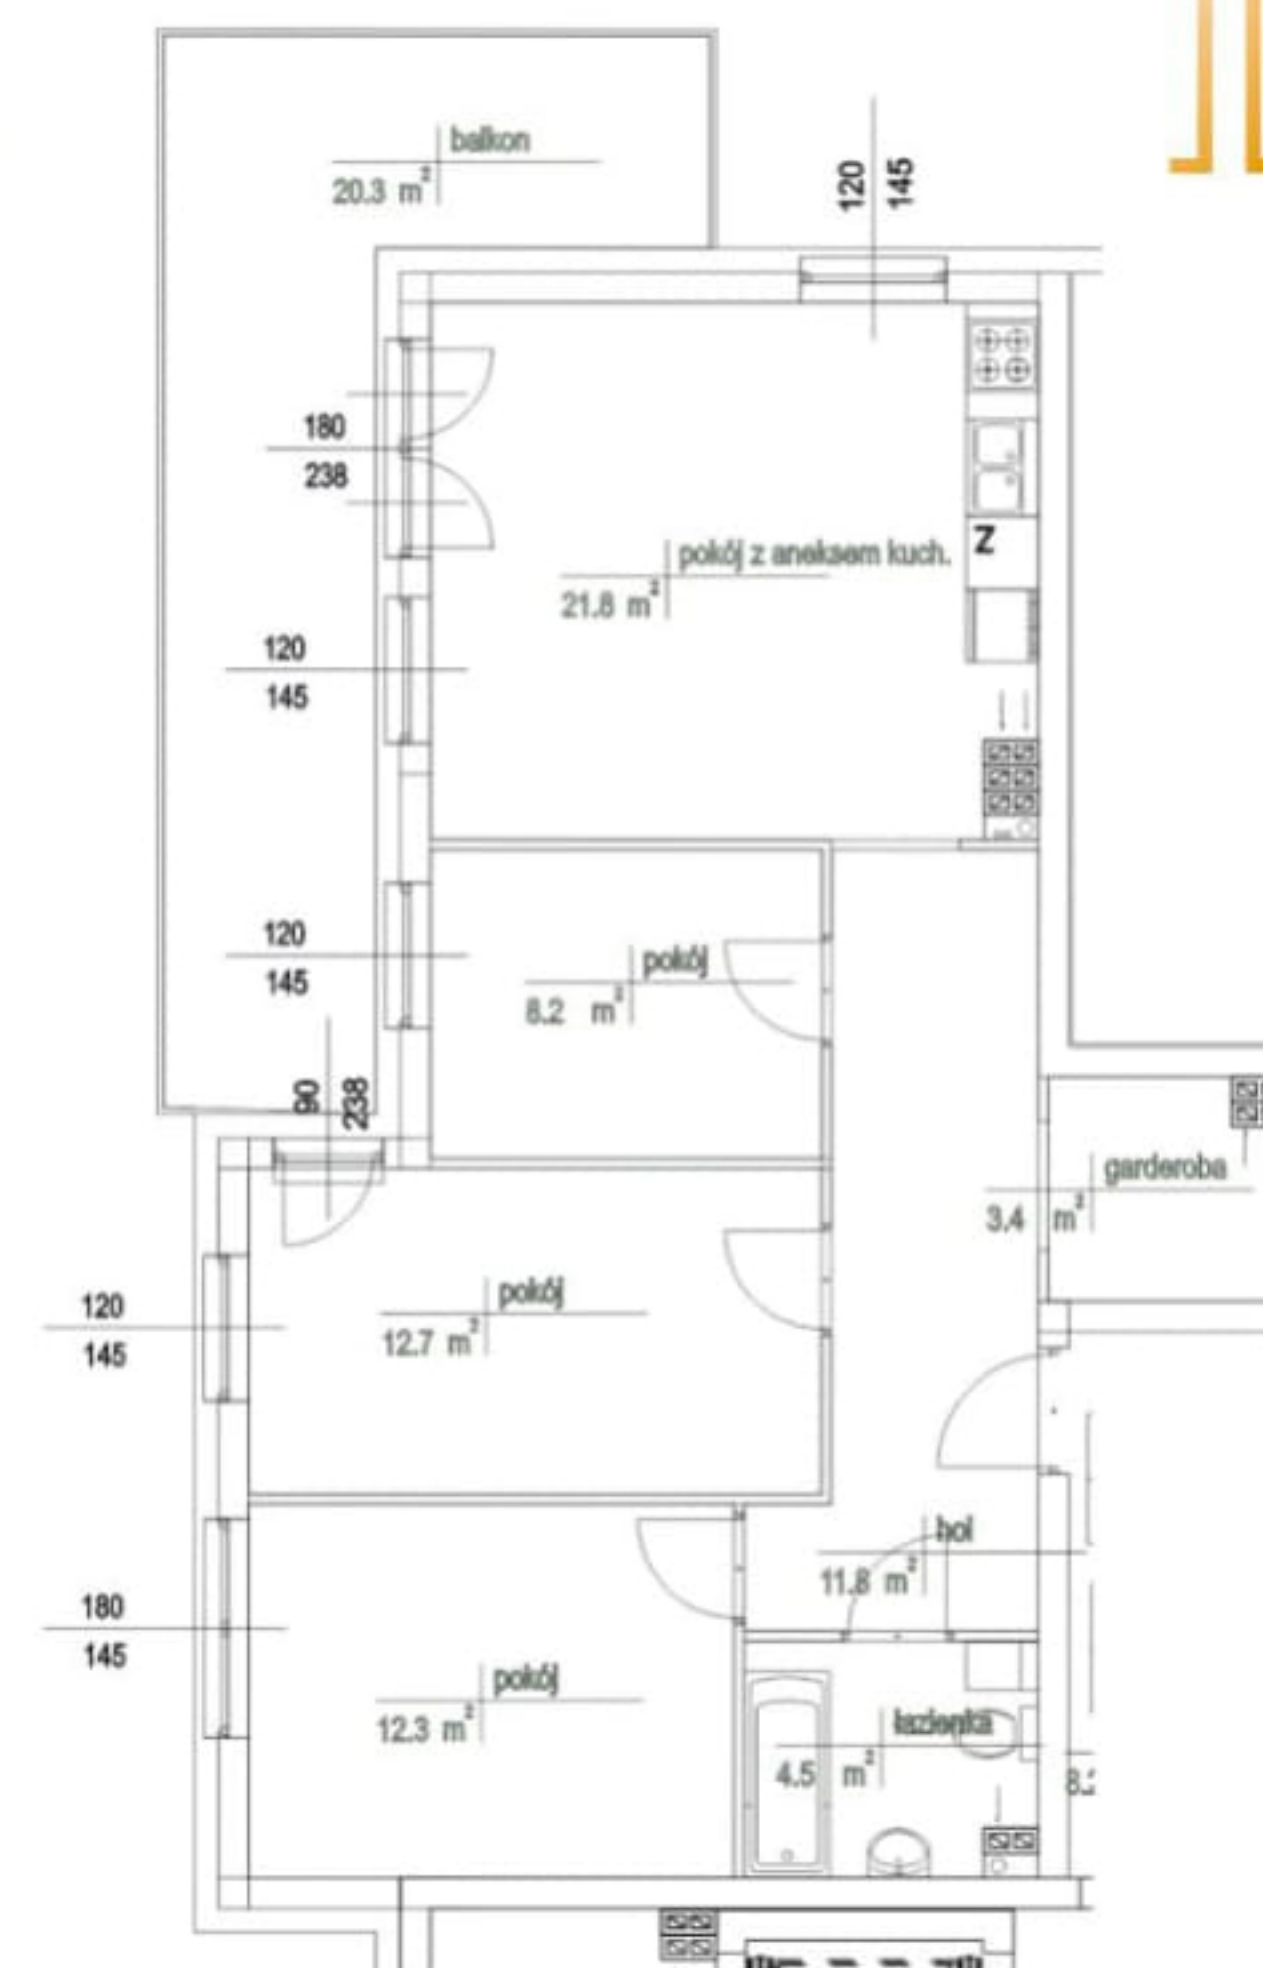 balkon
20.3 m²
120
145
180
238
pokój z aneksem kuch.
21.8 m²
Z
120
145
120
145
pokój
8.2 m²
90
238
garderoba
3.4 m²
pokój
12.7 m²
120
145
hol
11.8 m²
180
145
pokój
12.3 m²
łazienka
4.5 m²